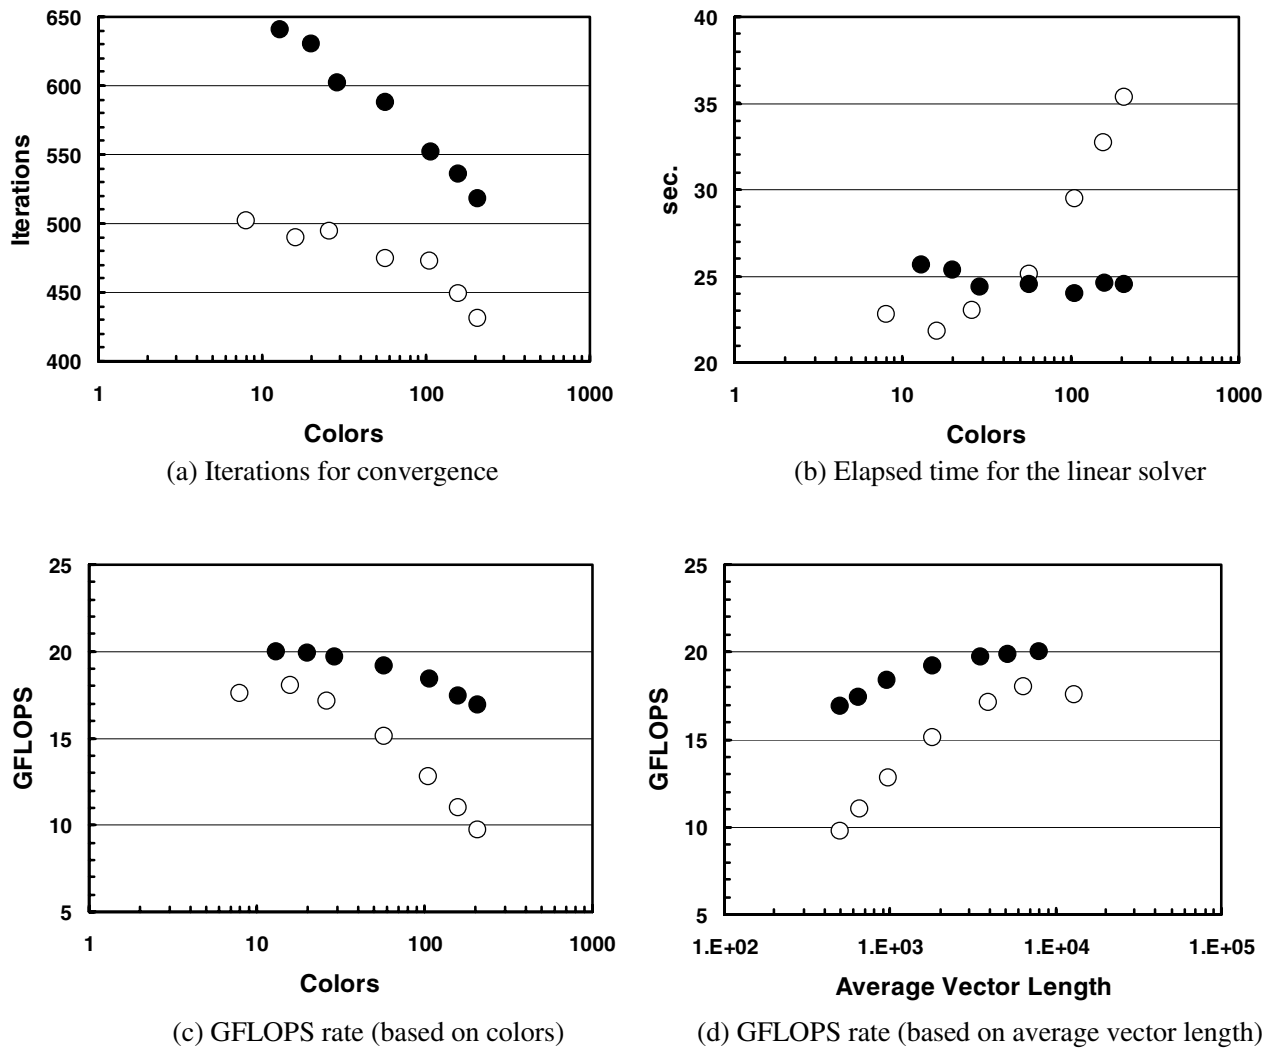 650
600
550
500
450
400
Iterations
1 10 100 1000
Colors
(a) Iterations for convergence
40
35
30
25
20
sec.
1 10 100 1000
Colors
(b) Elapsed time for the linear solver
25
20
15
10
5
GFLOPS
1 10 100 1000
Colors
(c) GFLOPS rate (based on colors)
25
20
15
10
5
GFLOPS
1.E+02 1.E+03 1.E+04 1.E+05
Average Vector Length
(d) GFLOPS rate (based on average vector length)